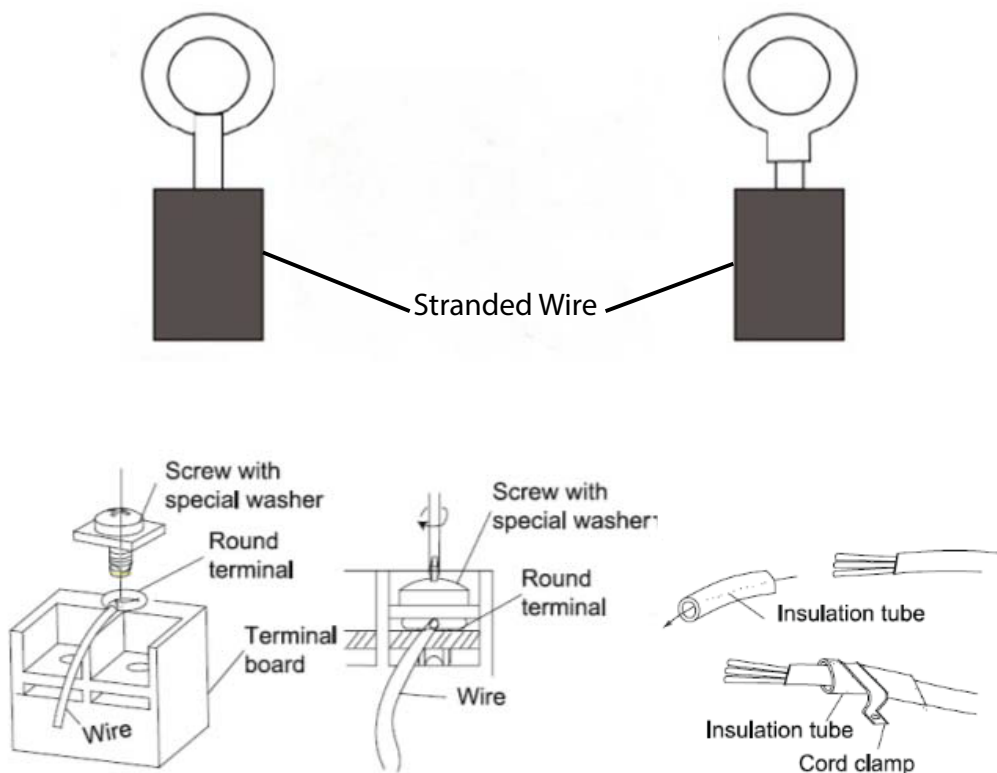 Stranded Wire
Screw with
special washer
Round
terminal
Terminal
board
Wire
Screw with
special washer
Round
terminal
Wire
Insulation tube
Insulation tube
Cord clamp